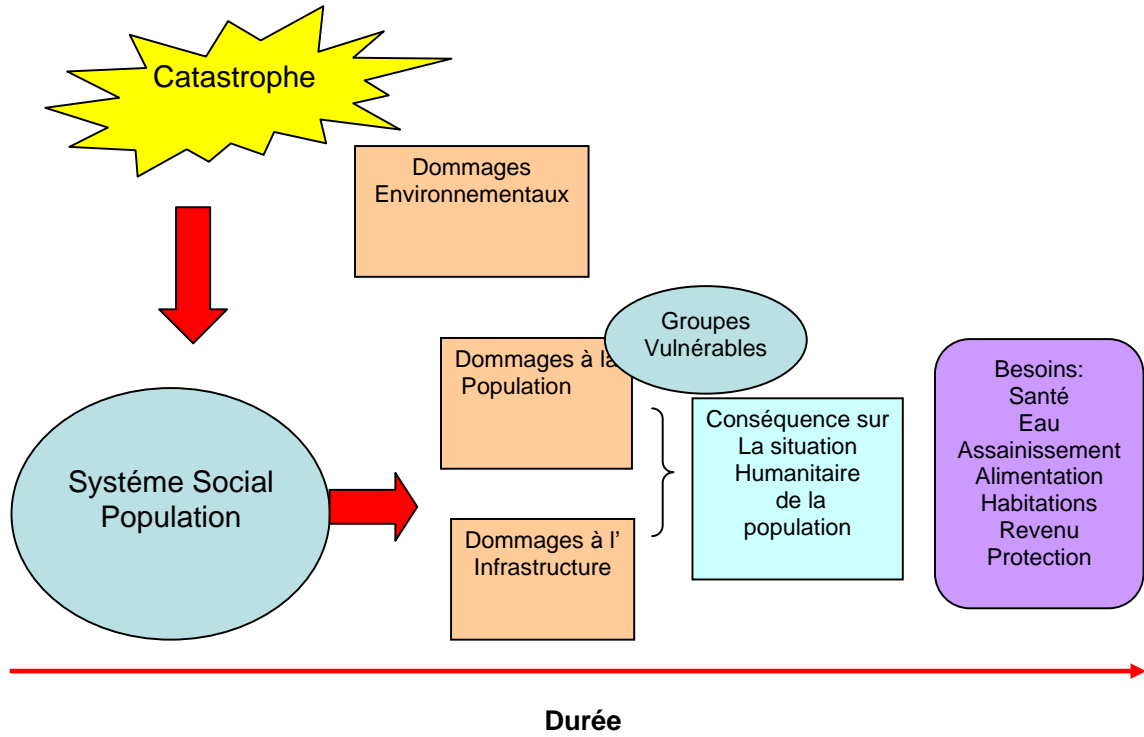 Catastrophe
Dommages
Environnementaux
Groupes
Vulnérables
Dommages à la
Population
Besoins:
Santé
Eau
Assainissement
Alimentation
Habitations
Revenu
Protection
Conséquence sur
La situation
Humanitaire
de la
population
Systéme Social
Population
Dommages à l'
Infrastructure
Durée